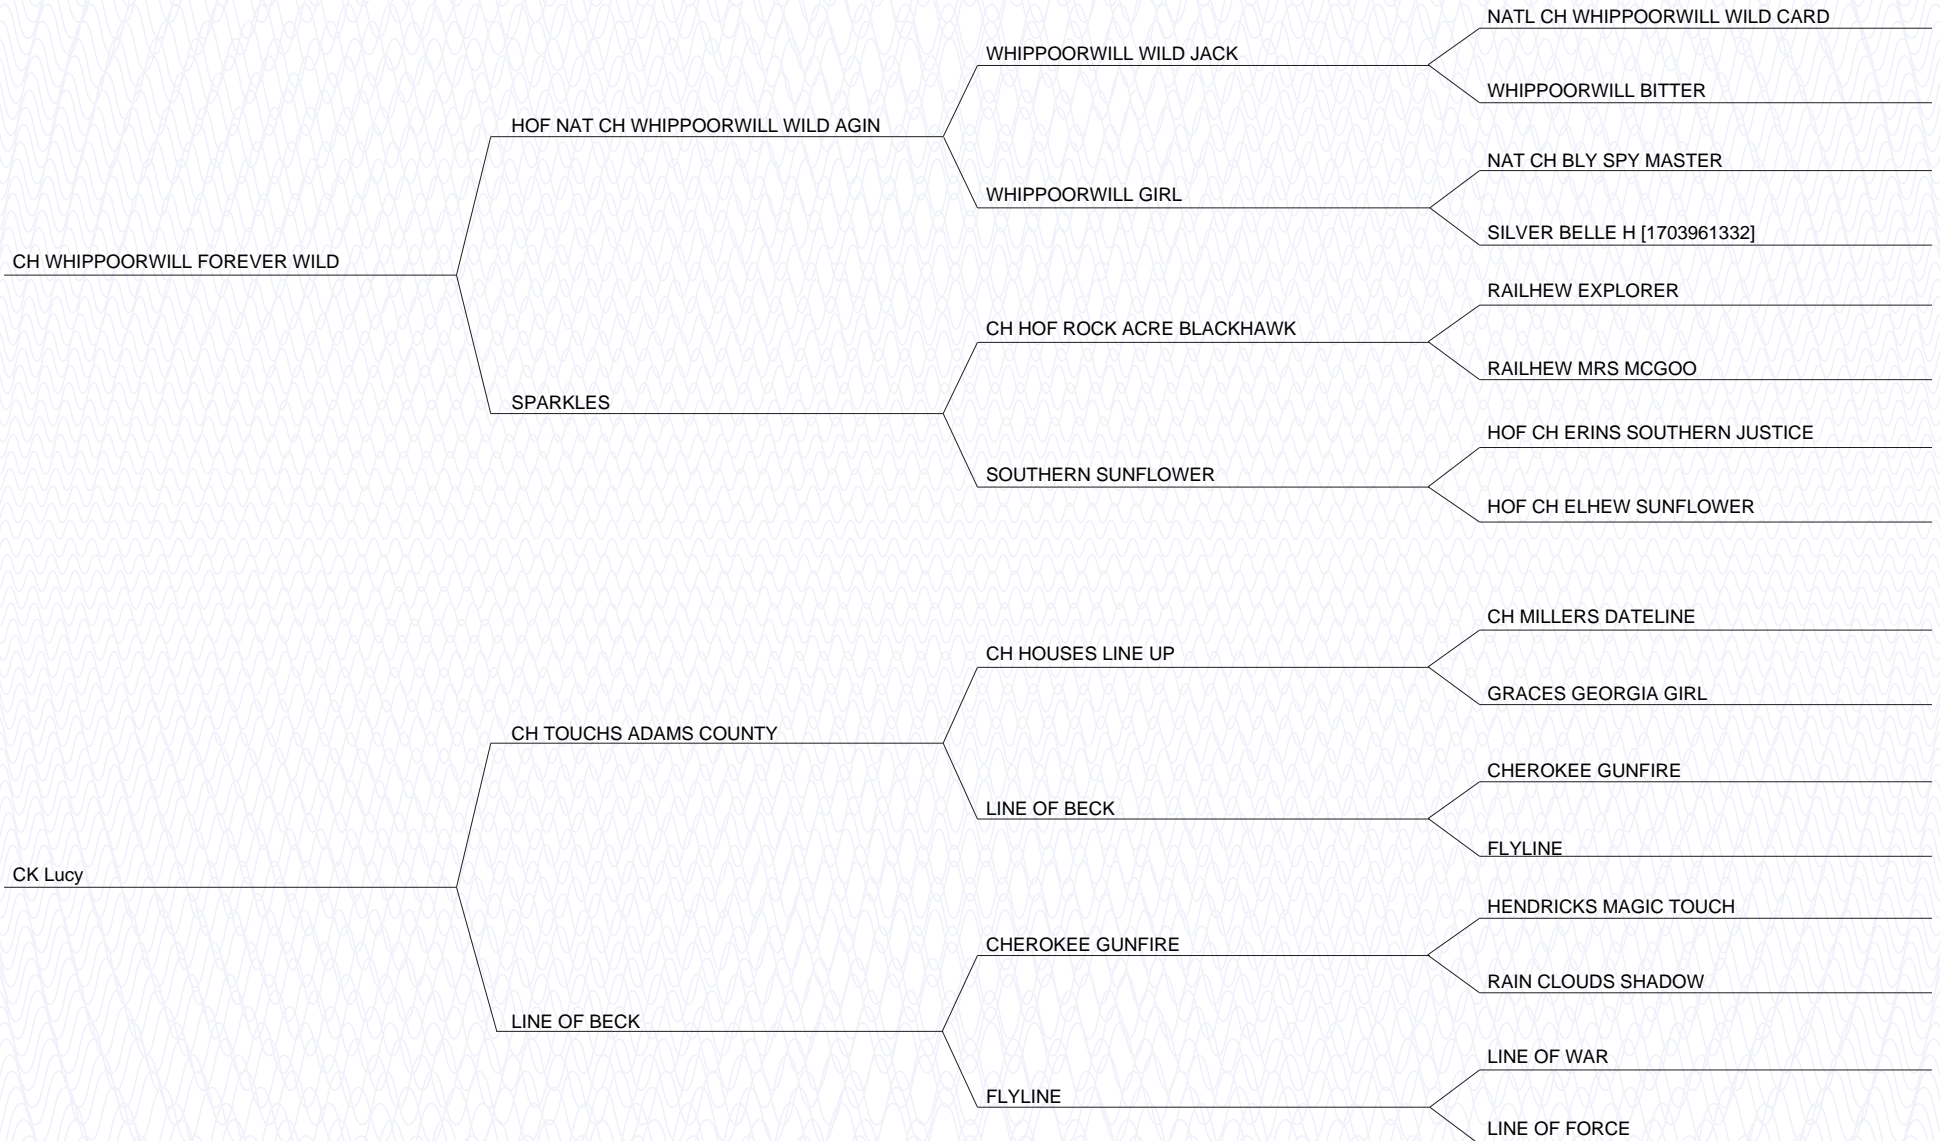 NATL CH WHIPPOORWILL WILD CARD
WHIPPOORWILL WILD JACK
WHIPPOORWILL BITTER
HOF NAT CH WHIPPOORWILL WILD AGIN
NAT CH BLY SPY MASTER
WHIPPOORWILL GIRL
SILVER BELLE H [1703961332]
CH WHIPPOORWILL FOREVER WILD
RAILHEW EXPLORER
CH HOF ROCK ACRE BLACKHAWK
RAILHEW MRS MCGOO
SPARKLES
HOF CH ERINS SOUTHERN JUSTICE
SOUTHERN SUNFLOWER
HOF CH ELHEW SUNFLOWER
CH MILLERS DATELINE
CH HOUSES LINE UP
GRACES GEORGIA GIRL
CH TOUCHS ADAMS COUNTY
CHEROKEE GUNFIRE
LINE OF BECK
FLYLINE
CK Lucy
HENDRICKS MAGIC TOUCH
CHEROKEE GUNFIRE
RAIN CLOUDS SHADOW
LINE OF BECK
LINE OF WAR
FLYLINE
LINE OF FORCE